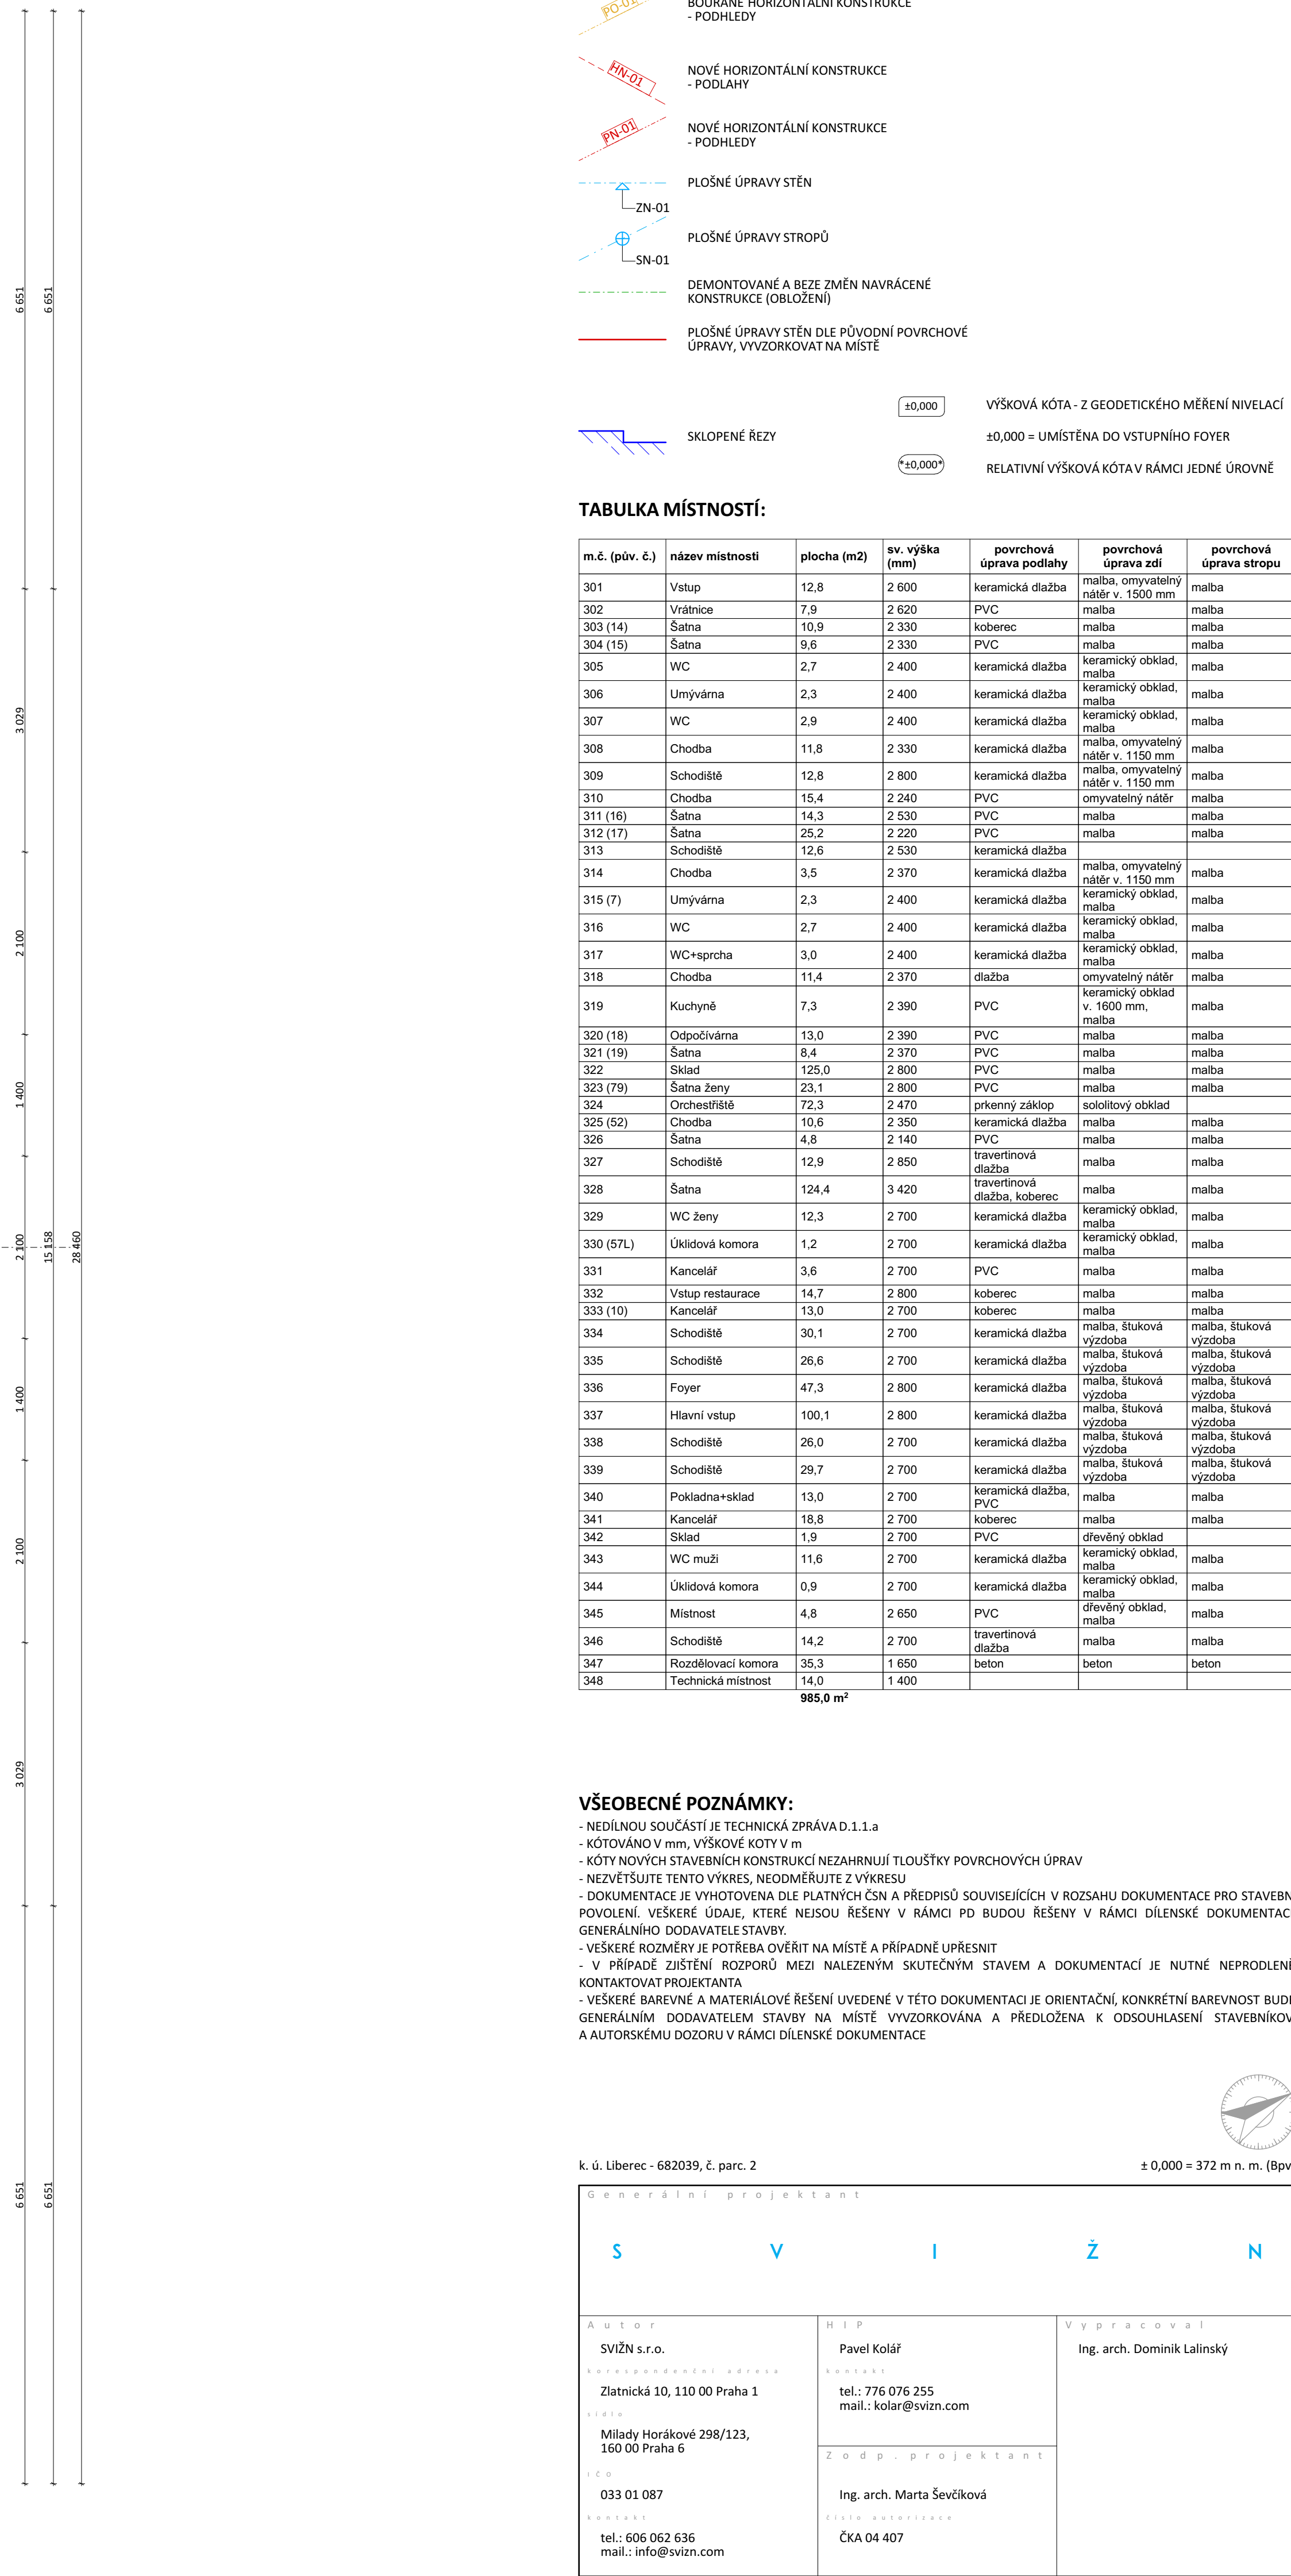 PO-01
BOURANÉ HORIZONTÁLNÍ KONSTRUKCE
- PODHLEDY
HN-01
NOVÉ HORIZONTÁLNÍ KONSTRUKCE
- PODLAHY
PN-01
NOVÉ HORIZONTÁLNÍ KONSTRUKCE
- PODHLEDY
PLOŠNÉ ÚPRAVY STĚN
ZN-01
PLOŠNÉ ÚPRAVY STROPŮ
SN-01
DEMONTOVANÉ A BEZE ZMĚN NAVRÁCENÉ
KONSTRUKCE (OBLOŽENÍ)
PLOŠNÉ ÚPRAVY STĚN DLE PŮVODNÍ POVRCHOVÉ
ÚPRAVY, VYVZORKOVAT NA MÍSTĚ
±0,000 VÝŠKOVÁ KÓTA - Z GEODETICKÉHO MĚŘENÍ NIVELACÍ
SKLOPENÉ ŘEZY
±0,000 = UMÍSTĚNA DO VSTUPNÍHO FOYER
*±0,000* RELATIVNÍ VÝŠKOVÁ KÓTA V RÁMCI JEDNÉ ÚROVNĚ
6 651
6 651
3 029
2 100
1 400
2 100
15 158
28 460
1 400
2 100
3 029
6 651
6 651
TABULKA MÍSTNOSTÍ:
m.č. (pův. č.) název místnosti plocha (m2) sv. výška (mm) povrchová úprava podlahy povrchová úprava zdí povrchová úprava stropu
301 Vstup 12,8 2 600 keramická dlažba malba, omyvatelný nátěr v. 1500 mm malba
302 Vrátnice 7,9 2 620 PVC malba malba
303 (14) Šatna 10,9 2 330 koberec malba malba
304 (15) Šatna 9,6 2 330 PVC malba malba
305 WC 2,7 2 400 keramická dlažba keramický obklad, malba malba
306 Umývárna 2,3 2 400 keramická dlažba keramický obklad, malba malba
307 WC 2,9 2 400 keramická dlažba keramický obklad, malba malba
308 Chodba 11,8 2 330 keramická dlažba malba, omyvatelný nátěr v. 1150 mm malba
309 Schodiště 12,8 2 800 keramická dlažba malba, omyvatelný nátěr v. 1150 mm malba
310 Chodba 15,4 2 240 PVC omyvatelný nátěr malba
311 (16) Šatna 14,3 2 530 PVC malba malba
312 (17) Šatna 25,2 2 220 PVC malba malba
313 Schodiště 12,6 2 530 keramická dlažba
314 Chodba 3,5 2 370 keramická dlažba malba, omyvatelný nátěr v. 1150 mm malba
315 (7) Umývárna 2,3 2 400 keramická dlažba keramický obklad, malba malba
316 WC 2,7 2 400 keramická dlažba keramický obklad, malba malba
317 WC+sprcha 3,0 2 400 keramická dlažba keramický obklad, malba malba
318 Chodba 11,4 2 370 dlažba omyvatelný nátěr malba
319 Kuchyně 7,3 2 390 PVC keramický obklad v. 1600 mm, malba malba
320 (18) Odpočívárna 13,0 2 390 PVC malba malba
321 (19) Šatna 8,4 2 370 PVC malba malba
322 Sklad 125,0 2 800 PVC malba malba
323 (79) Šatna ženy 23,1 2 800 PVC malba malba
324 Orchestřiště 72,3 2 470 prkenný záklop sololitový obklad
325 (52) Chodba 10,6 2 350 keramická dlažba malba malba
326 Šatna 4,8 2 140 PVC malba malba
327 Schodiště 12,9 2 850 travertinová dlažba malba malba
328 Šatna 124,4 3 420 travertinová dlažba, koberec malba malba
329 WC ženy 12,3 2 700 keramická dlažba keramický obklad, malba malba
330 (57L) Úklidová komora 1,2 2 700 keramická dlažba keramický obklad, malba malba
331 Kancelář 3,6 2 700 PVC malba malba
332 Vstup restaurace 14,7 2 800 koberec malba malba
333 (10) Kancelář 13,0 2 700 koberec malba malba
334 Schodiště 30,1 2 700 keramická dlažba malba, štuková výzdoba malba, štuková výzdoba
335 Schodiště 26,6 2 700 keramická dlažba malba, štuková výzdoba malba, štuková výzdoba
336 Foyer 47,3 2 800 keramická dlažba malba, štuková výzdoba malba, štuková výzdoba
337 Hlavní vstup 100,1 2 800 keramická dlažba malba, štuková výzdoba malba, štuková výzdoba
338 Schodiště 26,0 2 700 keramická dlažba malba, štuková výzdoba malba, štuková výzdoba
339 Schodiště 29,7 2 700 keramická dlažba malba, štuková výzdoba malba, štuková výzdoba
340 Pokladna+sklad 13,0 2 700 keramická dlažba, PVC malba malba
341 Kancelář 18,8 2 700 koberec malba malba
342 Sklad 1,9 2 700 PVC dřevěný obklad
343 WC muži 11,6 2 700 keramická dlažba keramický obklad, malba malba
344 Úklidová komora 0,9 2 700 keramická dlažba keramický obklad, malba malba
345 Místnost 4,8 2 650 PVC dřevěný obklad, malba malba
346 Schodiště 14,2 2 700 travertinová dlažba malba malba
347 Rozdělovací komora 35,3 1 650 beton beton beton
348 Technická místnost 14,0 1 400
985,0 m²
VŠEOBECNÉ POZNÁMKY:
- NEDÍLNOU SOUČÁSTÍ JE TECHNICKÁ ZPRÁVA D.1.1.a
- KÓTOVÁNO V mm, VÝŠKOVÉ KOTY V m
- KÓTY NOVÝCH STAVEBNÍCH KONSTRUKCÍ NEZAHRNUJÍ TLOUŠŤKY POVRCHOVÝCH ÚPRAV
- NEZVĚTŠUJTE TENTO VÝKRES, NEODMĚŘUJTE Z VÝKRESU
- DOKUMENTACE JE VYHOTOVENA DLE PLATNÝCH ČSN A PŘEDPISŮ SOUVISEJÍCÍCH V ROZSAHU DOKUMENTACE PRO STAVEBN
POVOLENÍ. VEŠKERÉ ÚDAJE, KTERÉ NEJSOU ŘEŠENY V RÁMCI PD BUDOU ŘEŠENY V RÁMCI DÍLENSKÉ DOKUMENTAC
GENERÁLNÍHO DODAVATELE STAVBY.
- VEŠKERÉ ROZMĚRY JE POTŘEBA OVĚŘIT NA MÍSTĚ A PŘÍPADNĚ UPŘESNIT
- V PŘÍPADĚ ZJIŠTĚNÍ ROZPORŮ MEZI NALEZENÝM SKUTEČNÝM STAVEM A DOKUMENTACÍ JE NUTNÉ NEPRODLENĚ
KONTAKTOVAT PROJEKTANTA
- VEŠKERÉ BAREVNÉ A MATERIÁLOVÉ ŘEŠENÍ UVEDENÉ V TÉTO DOKUMENTACI JE ORIENTAČNÍ, KONKRÉTNÍ BAREVNOST BUDE
GENERÁLNÍM DODAVATELEM STAVBY NA MÍSTĚ VYVZORKOVÁNA A PŘEDLOŽENA K ODSOUHLASENÍ STAVEBNÍKOV
A AUTORSKÉMU DOZORU V RÁMCI DÍLENSKÉ DOKUMENTACE
k. ú. Liberec - 682039, č. parc. 2
± 0,000 = 372 m n. m. (Bpv
Generální projektant
S V I Ž N
Autor
SVIŽN s.r.o.
korespondenční adresa
Zlatnická 10, 110 00 Praha 1
sídlo
Milady Horákové 298/123,
160 00 Praha 6
IČO
033 01 087
kontakt
tel.: 606 062 636
mail.: info@svizn.com
HIP
Pavel Kolář
kontakt
tel.: 776 076 255
mail.: kolar@svizn.com
Zodp. projektant
Ing. arch. Marta Ševčíková
číslo autorizace
ČKA 04 407
Vypracoval
Ing. arch. Dominik Lalinský